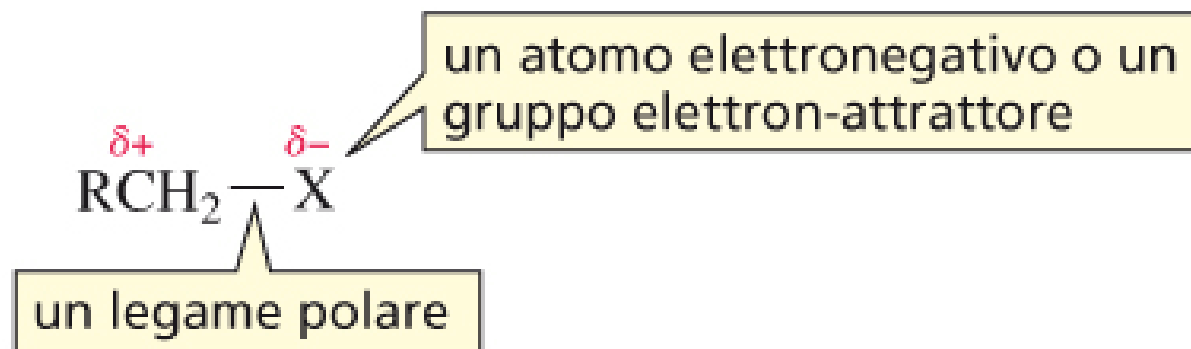 un atomo elettronegativo o un
gruppo elettron-attrattore
δ+ δ−
RCH₂—X
un legame polare